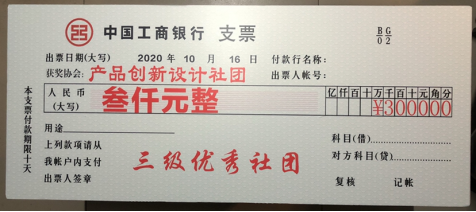 中国工商银行 支票
BG
02
出票日期(大写) 2020 年 10 月 16 日 付款行名称:
获奖协会: 产品创新设计社团 出票人帐号:
人民币
(大写)
叁仟元整
亿仟百十万千百十元角分
¥300000
本支票付款期限十天
用途
上列款项请从
我帐户内支付
出票人签章
三级优秀社团
科目(借)
对方科目(贷)
复核 记帐